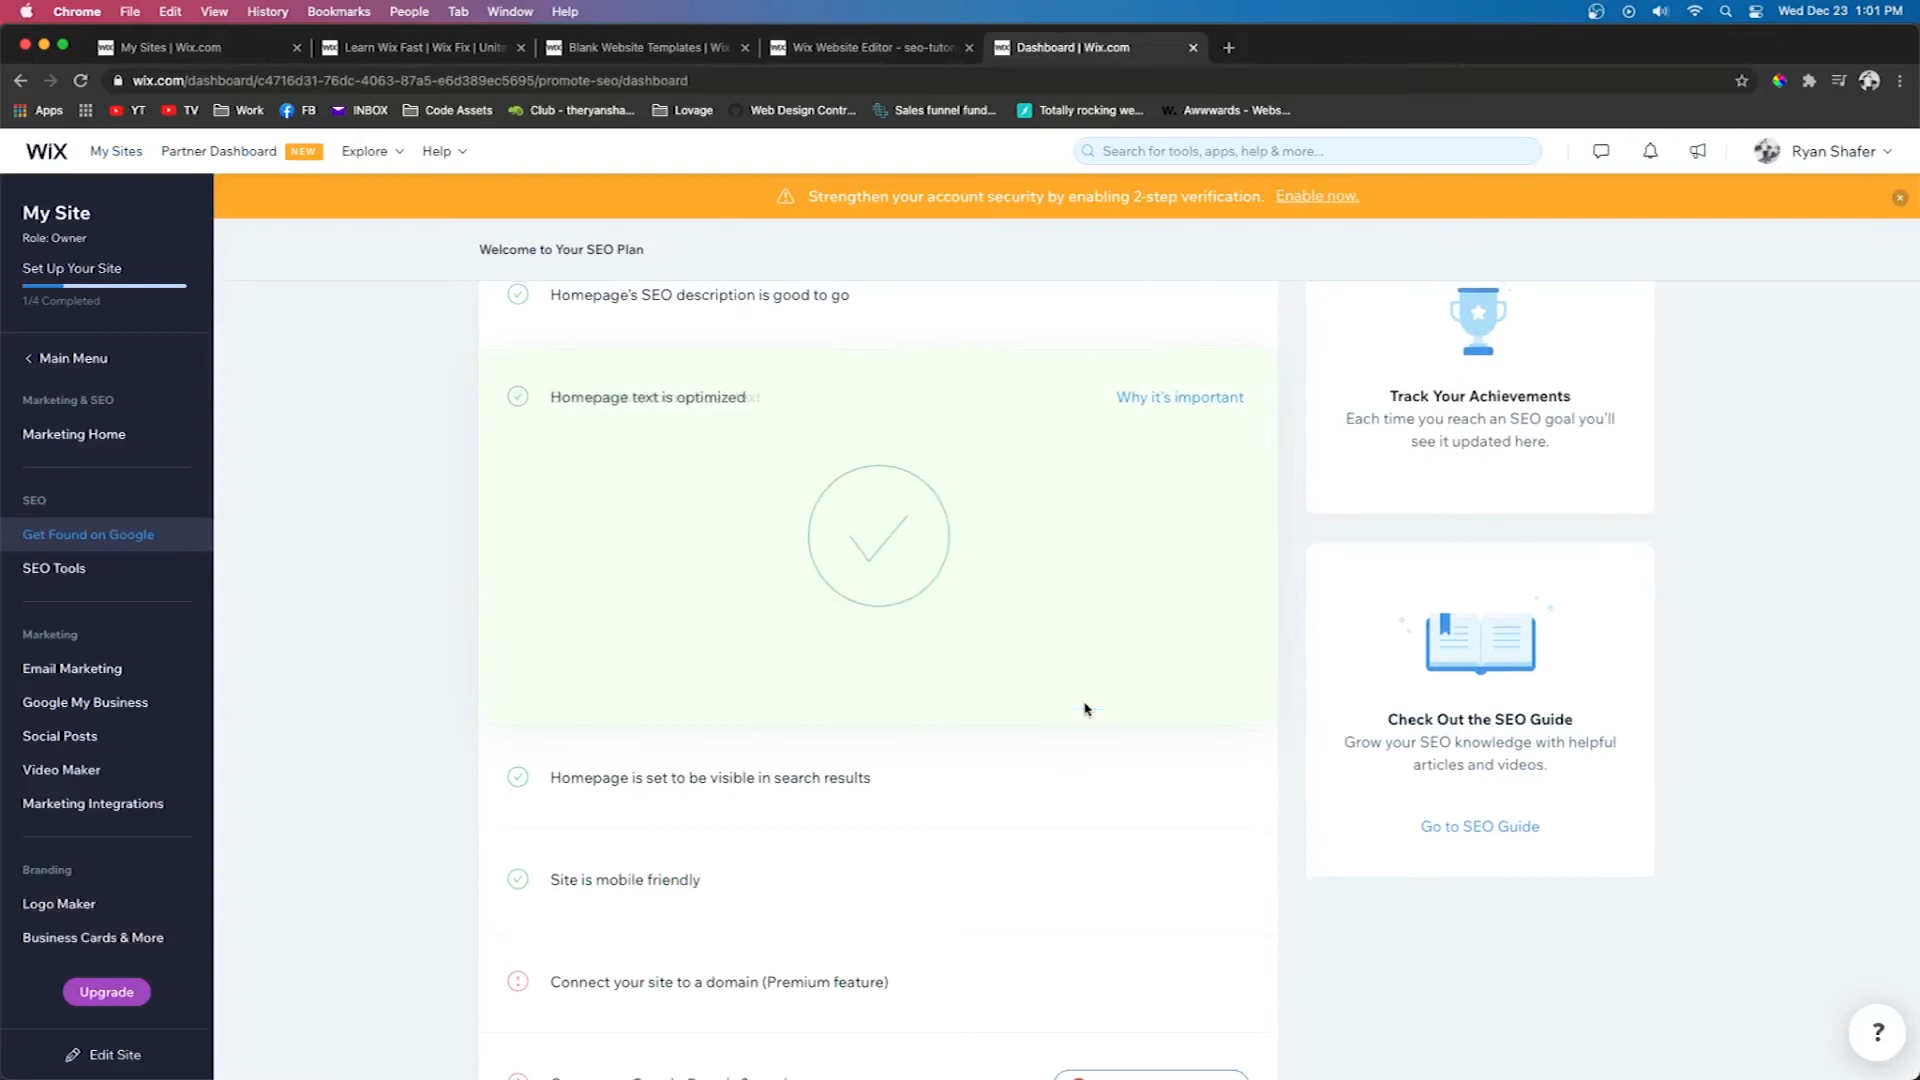 Chrome File Edit View History Bookmarks People Tab Window Help Wed Dec 23 1:01 PM
My Sites | Wix.com Learn Wix Fast | Wix Fix | Unite Blank Website Templates | Wi Wix Website Editor - seo-tutor Dashboard | Wix.com
wix.com/dashboard/c4716d31-76dc-4063-87a5-e6d389ec5695/promote-seo/dashboard
Apps YT TV Work FB INBOX Code Assets Club - theryansha... Lovage Web Design Contr... Sales funnel fund... Totally rocking we... Awwwards - Webs...
WIX My Sites Partner Dashboard NEW Explore Help Search for tools, apps, help & more... Ryan Shafer
Strengthen your account security by enabling 2-step verification. Enable now.
My Site
Role: Owner
Set Up Your Site
1/4 Completed
Main Menu
Marketing & SEO
Marketing Home
SEO
Get Found on Google
SEO Tools
Marketing
Email Marketing
Google My Business
Social Posts
Video Maker
Marketing Integrations
Branding
Logo Maker
Business Cards & More
Upgrade
Edit Site
Welcome to Your SEO Plan
Homepage's SEO description is good to go
Homepage text is optimized
Why it's important
Homepage is set to be visible in search results
Site is mobile friendly
Connect your site to a domain (Premium feature)
Track Your Achievements
Each time you reach an SEO goal you'll
see it updated here.
Check Out the SEO Guide
Grow your SEO knowledge with helpful
articles and videos.
Go to SEO Guide
?